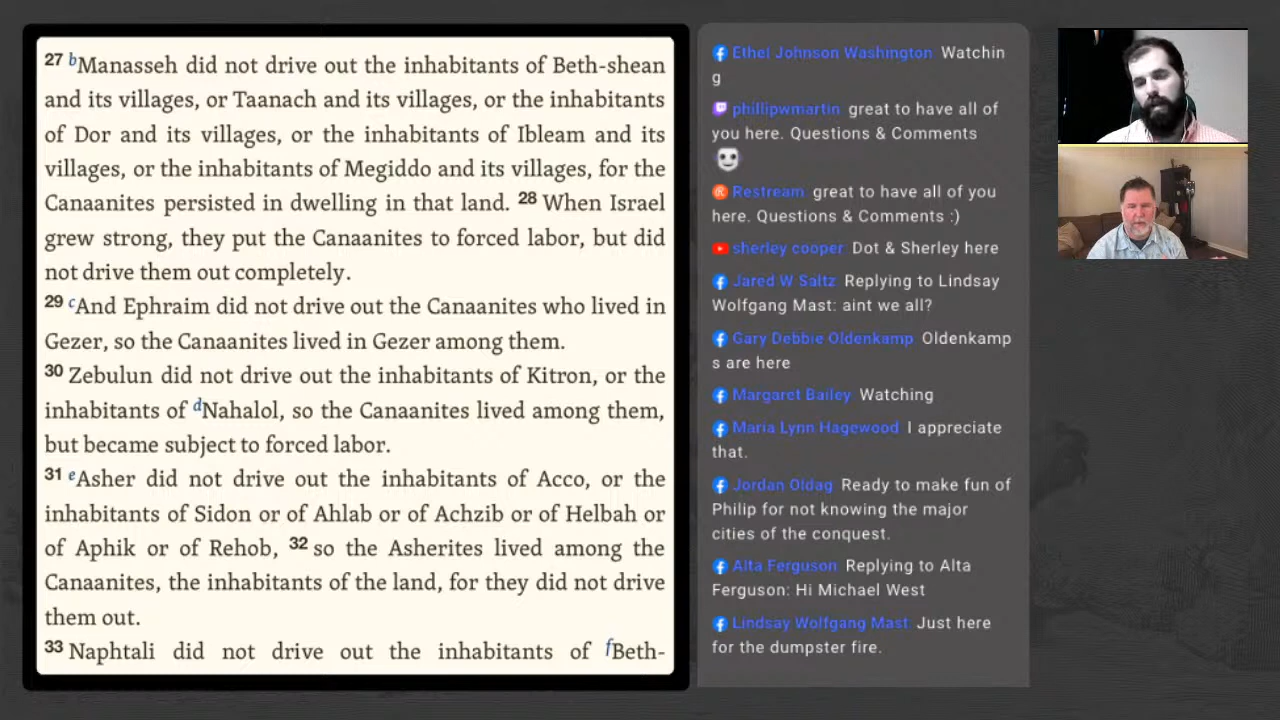 27 bManasseh did not drive out the inhabitants of Beth-shean
and its villages, or Taanach and its villages, or the inhabitants
of Dor and its villages, or the inhabitants of Ibleam and its
villages, or the inhabitants of Megiddo and its villages, for the
Canaanites persisted in dwelling in that land. 28 When Israel
grew strong, they put the Canaanites to forced labor, but did
not drive them out completely.
29 cAnd Ephraim did not drive out the Canaanites who lived in
Gezer, so the Canaanites lived in Gezer among them.
30 Zebulun did not drive out the inhabitants of Kitron, or the
inhabitants of dNahalol, so the Canaanites lived among them,
but became subject to forced labor.
31 eAsher did not drive out the inhabitants of Acco, or the
inhabitants of Sidon or of Ahlab or of Achzib or of Helbah or
of Aphik or of Rehob, 32 so the Asherites lived among the
Canaanites, the inhabitants of the land, for they did not drive
them out.
33 Naphtali did not drive out the inhabitants of fBeth-
Ethel Johnson Washington Watchin
g
phillipwmartin great to have all of
you here. Questions & Comments
Restream great to have all of you
here. Questions & Comments :)
sherley cooper Dot & Sherley here
Jared W Saltz Replying to Lindsay
Wolfgang Mast: aint we all?
Gary Debbie Oldenkamp Oldenkamp
s are here
Margaret Bailey Watching
Maria Lynn Hagewood I appreciate
that.
Jordan Oldag Ready to make fun of
Philip for not knowing the major
cities of the conquest.
Alta Ferguson Replying to Alta
Ferguson: Hi Michael West
Lindsay Wolfgang Mast Just here
for the dumpster fire.